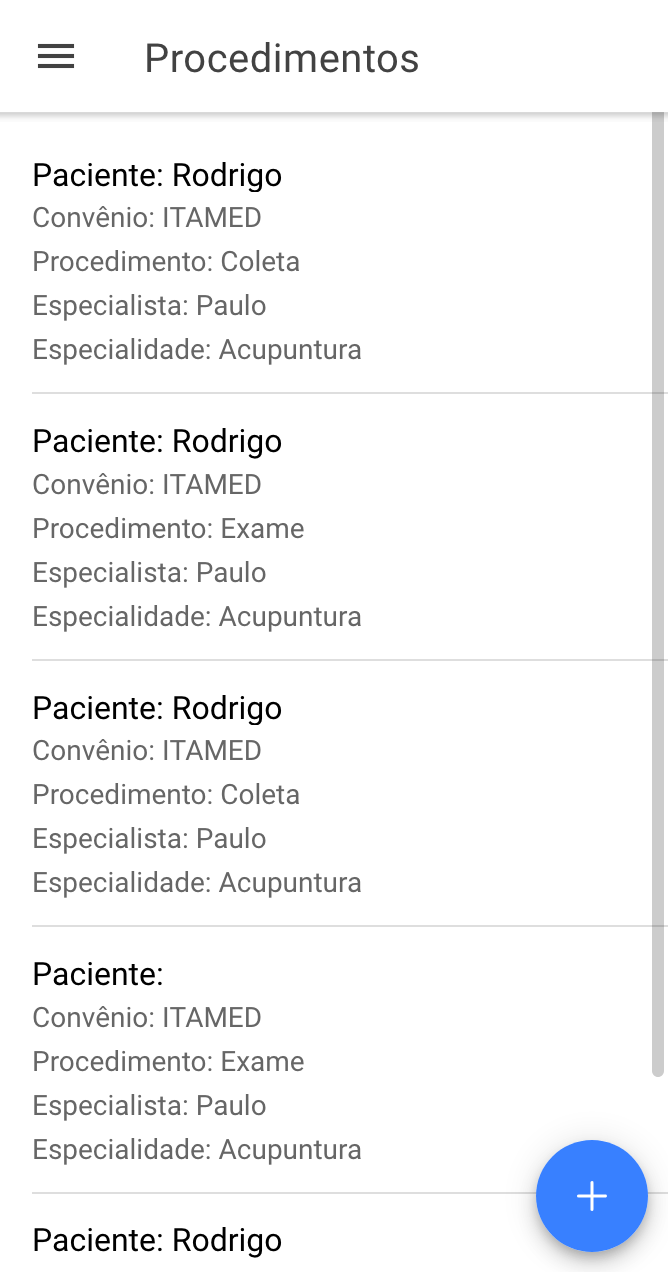 Procedimentos
Paciente: Rodrigo
Convênio: ITAMED
Procedimento: Coleta
Especialista: Paulo
Especialidade: Acupuntura
Paciente: Rodrigo
Convênio: ITAMED
Procedimento: Exame
Especialista: Paulo
Especialidade: Acupuntura
Paciente: Rodrigo
Convênio: ITAMED
Procedimento: Coleta
Especialista: Paulo
Especialidade: Acupuntura
Paciente:
Convênio: ITAMED
Procedimento: Exame
Especialista: Paulo
Especialidade: Acupuntura
Paciente: Rodrigo